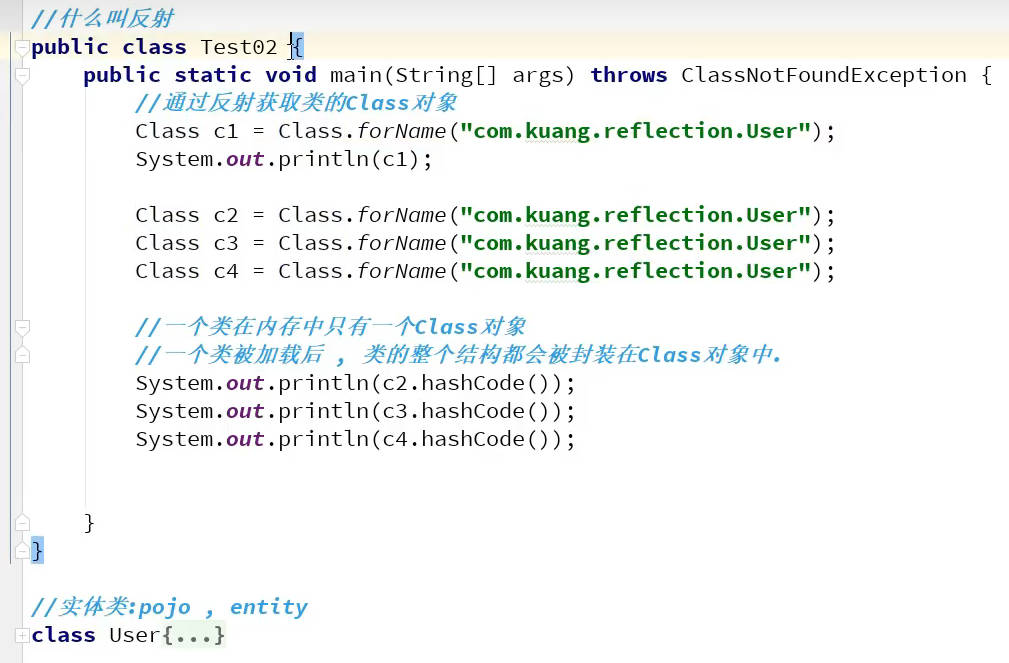 //什么叫反射
public class Test02 {
public static void main(String[] args) throws ClassNotFoundException {
//通过反射获取类的Class对象
Class c1 = Class.forName("com.kuang.reflection.User");
System.out.println(c1);
Class c2 = Class.forName("com.kuang.reflection.User");
Class c3 = Class.forName("com.kuang.reflection.User");
Class c4 = Class.forName("com.kuang.reflection.User");
//一个类在内存中只有一个Class对象
//一个类被加载后 , 类的整个结构都会被封装在Class对象中.
System.out.println(c2.hashCode());
System.out.println(c3.hashCode());
System.out.println(c4.hashCode());
}
}
//实体类:pojo , entity
class User{...}